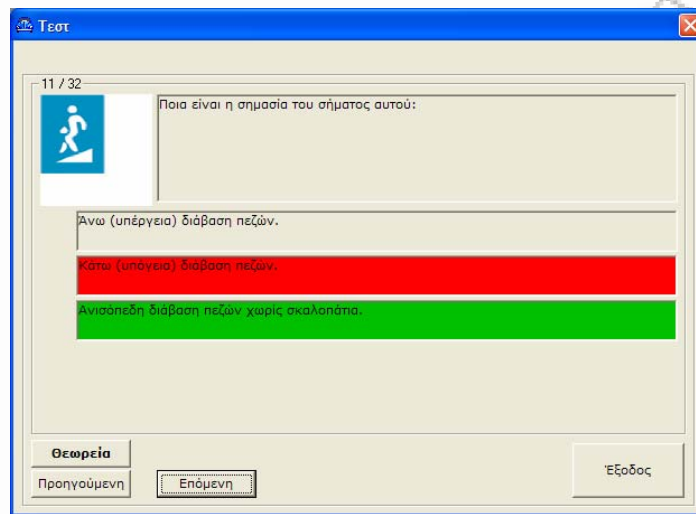 Τεστ
11 / 32
Ποια είναι η σημασία του σήματος αυτού:
Άνω (υπέργεια) διάβαση πεζών.
Κάτω (υπόγεια) διάβαση πεζών.
Ανισόπεδη διάβαση πεζών χωρίς σκαλοπάτια.
Θεωρεία
Προηγούμενη
Επόμενη
Έξοδος